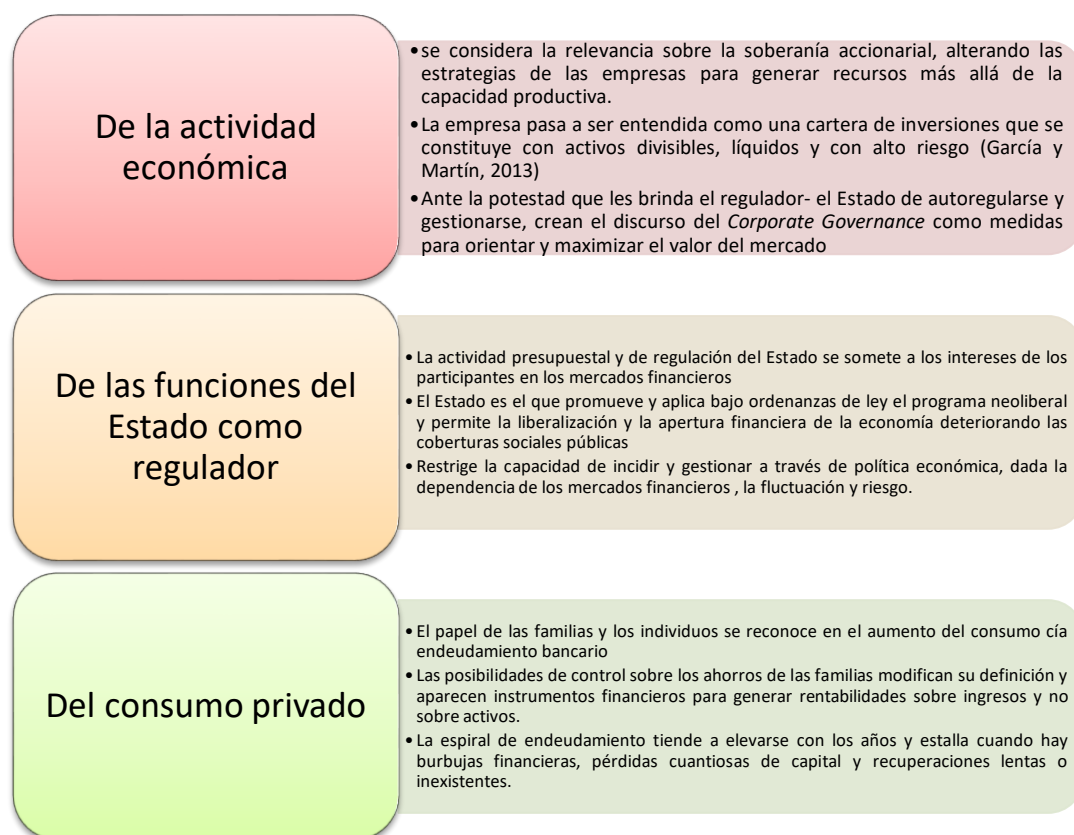 De la actividad
económica
•se considera la relevancia sobre la soberanía accionarial, alterando las
estrategias de las empresas para generar recursos más allá de la
capacidad productiva.
•La empresa pasa a ser entendida como una cartera de inversiones que se
constituye con activos divisibles, líquidos y con alto riesgo (García y
Martín, 2013)
•Ante la potestad que les brinda el regulador- el Estado de autoregularse y
gestionarse, crean el discurso del Corporate Governance como medidas
para orientar y maximizar el valor del mercado
De las funciones del
Estado como
regulador
•La actividad presupuestal y de regulación del Estado se somete a los intereses de los
participantes en los mercados financieros
•El Estado es el que promueve y aplica bajo ordenanzas de ley el programa neoliberal
y permite la liberalización y la apertura financiera de la economía deteriorando las
coberturas sociales públicas
•Restrige la capacidad de incidir y gestionar a través de política económica, dada la
dependencia de los mercados financieros , la fluctuación y riesgo.
Del consumo privado
•El papel de las familias y los individuos se reconoce en el aumento del consumo cía
endeudamiento bancario
•Las posibilidades de control sobre los ahorros de las familias modifican su definición y
aparecen instrumentos financieros para generar rentabilidades sobre ingresos y no
sobre activos.
•La espiral de endeudamiento tiende a elevarse con los años y estalla cuando hay
burbujas financieras, pérdidas cuantiosas de capital y recuperaciones lentas o
inexistentes.